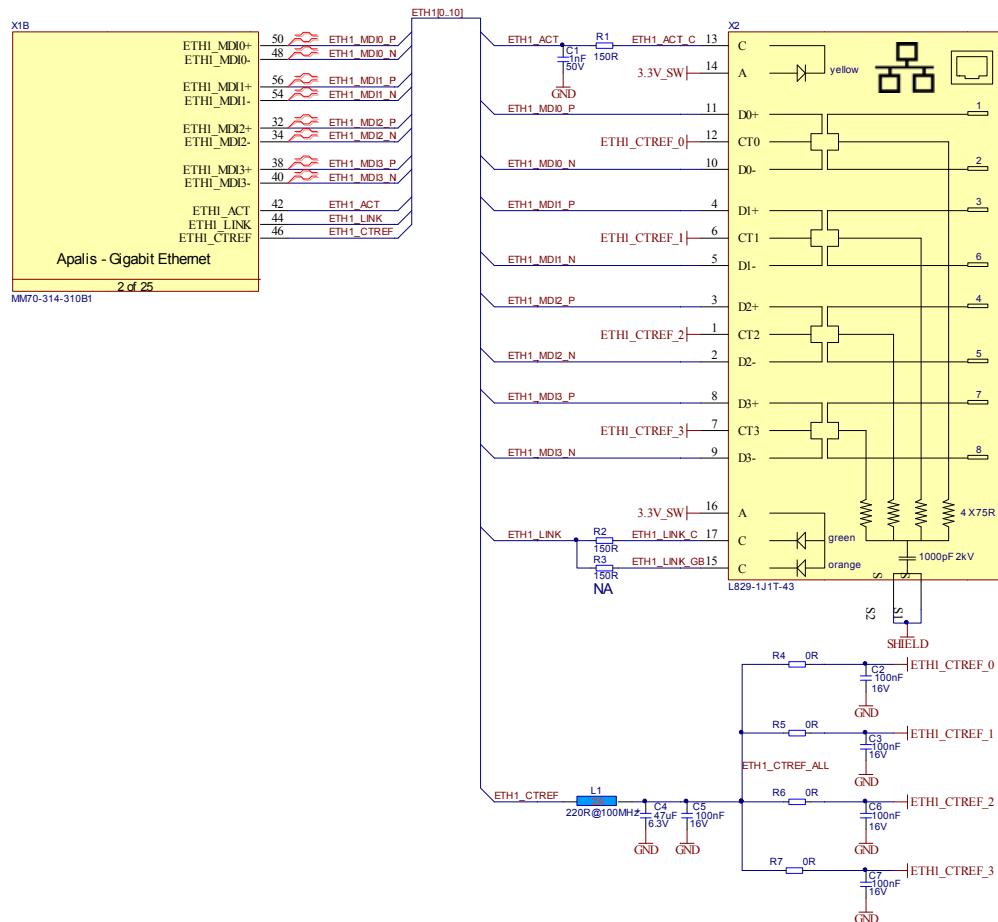 X1B
ETH1_MDI0+ 50 ETH1_MDI0_P
ETH1_MDI0- 48 ETH1_MDI0_N
ETH1_MDI1+ 56 ETH1_MDI1_P
ETH1_MDI1- 54 ETH1_MDI1_N
ETH1_MDI2+ 32 ETH1_MDI2_P
ETH1_MDI2- 34 ETH1_MDI2_N
ETH1_MDI3+ 38 ETH1_MDI3_P
ETH1_MDI3- 40 ETH1_MDI3_N
ETH1_ACT 42 ETH1_ACT
ETH1_LINK 44 ETH1_LINK
ETH1_CTREF 46 ETH1_CTREF
Apalis - Gigabit Ethernet
2 of 25
MM70-314-310B1
ETH1[0..10]
X2
ETH1_ACT R1 ETH1_ACT_C 13 C
C1 150R
1nF
50V
GND
3.3V_SW 14 A yellow
ETH1_MDI0_P 11 D0+ 1
ETH1_CTREF_0 12 CT0
ETH1_MDI0_N 10 D0- 2
ETH1_MDI1_P 4 D1+ 3
ETH1_CTREF_1 6 CT1
ETH1_MDI1_N 5 D1- 6
ETH1_MDI2_P 3 D2+ 4
ETH1_CTREF_2 1 CT2
ETH1_MDI2_N 2 D2- 5
ETH1_MDI3_P 8 D3+ 7
ETH1_CTREF_3 7 CT3
ETH1_MDI3_N 9 D3- 8
4X75R
3.3V_SW 16 A
ETH1_LINK R2 ETH1_LINK_C 17 C green
150R
R3 ETH1_LINK_GB 15 C orange
150R
NA
1000pF 2kV
L829-1J1T-43
S S
S2 S1
SHIELD
R4 0R ETH1_CTREF_0
C2
100nF
16V
GND
R5 0R ETH1_CTREF_1
C3
100nF
16V
GND
ETH1_CTREF_ALL
ETH1_CTREF L1
2A
220R@100MHz
C4
47uF
6.3V
GND
C5
100nF
16V
GND
R6 0R ETH1_CTREF_2
C6
100nF
16V
GND
R7 0R ETH1_CTREF_3
C7
100nF
16V
GND